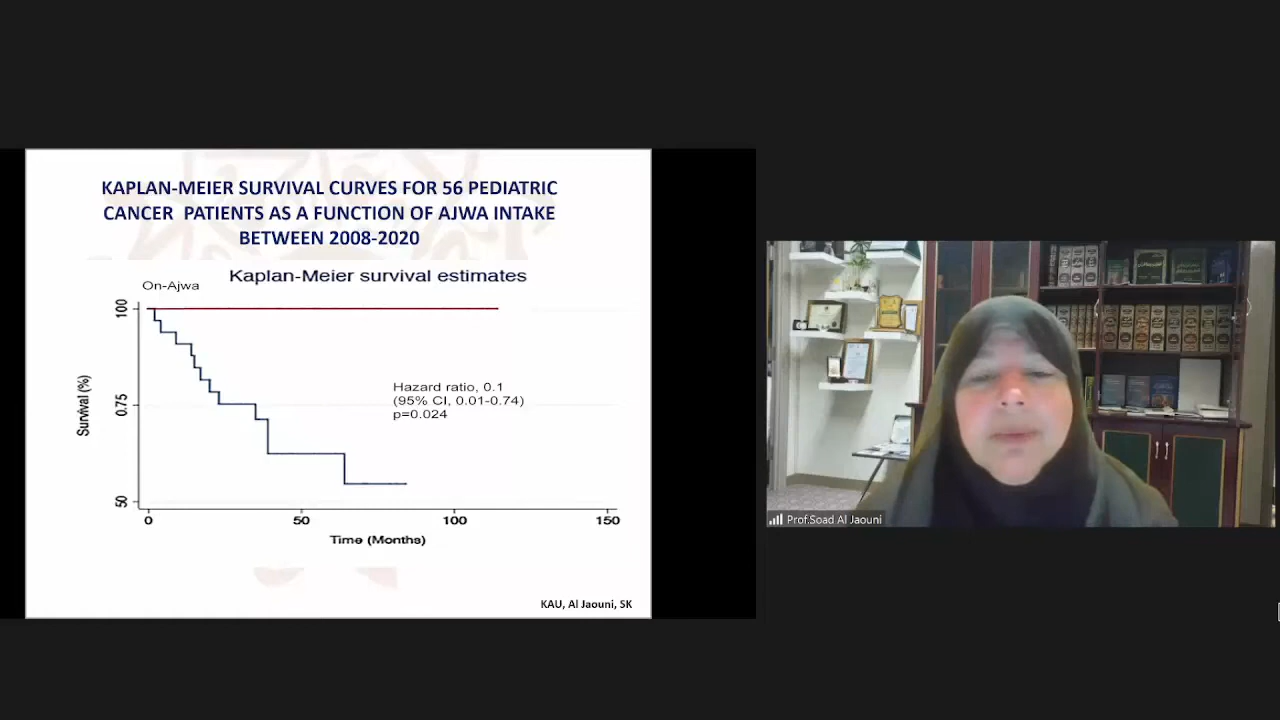 KAPLAN-MEIER SURVIVAL CURVES FOR 56 PEDIATRIC
CANCER PATIENTS AS A FUNCTION OF AJWA INTAKE
BETWEEN 2008-2020
Kaplan-Meier survival estimates
On-Ajwa
100
0.75
50
Survival (%)
Hazard ratio, 0.1
(95% CI, 0.01-0.74)
p=0.024
0 50 100 150
Time (Months)
KAU, Al Jaouni, SK
Prof.Soad Al Jaouni